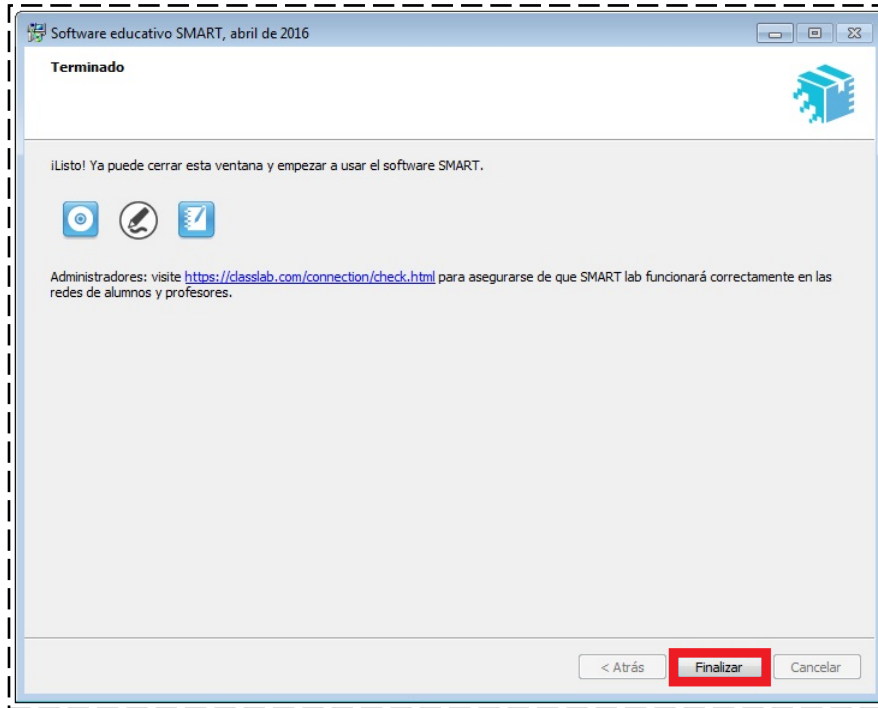 Software educativo SMART, abril de 2016
Terminado
¡Listo! Ya puede cerrar esta ventana y empezar a usar el software SMART.
Administradores: visite https://classlab.com/connection/check.html para asegurarse de que SMART lab funcionará correctamente en las
redes de alumnos y profesores.
< Atrás Finalizar Cancelar